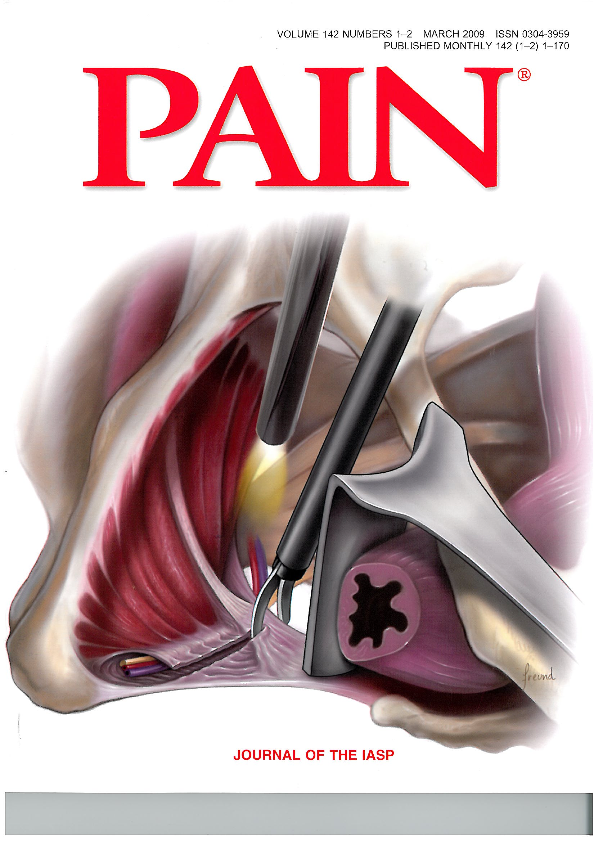 VOLUME 142 NUMBERS 1–2 MARCH 2009 ISSN 0304-3959
PUBLISHED MONTHLY 142 (1–2) 1–170
PAIN®
freund
JOURNAL OF THE IASP